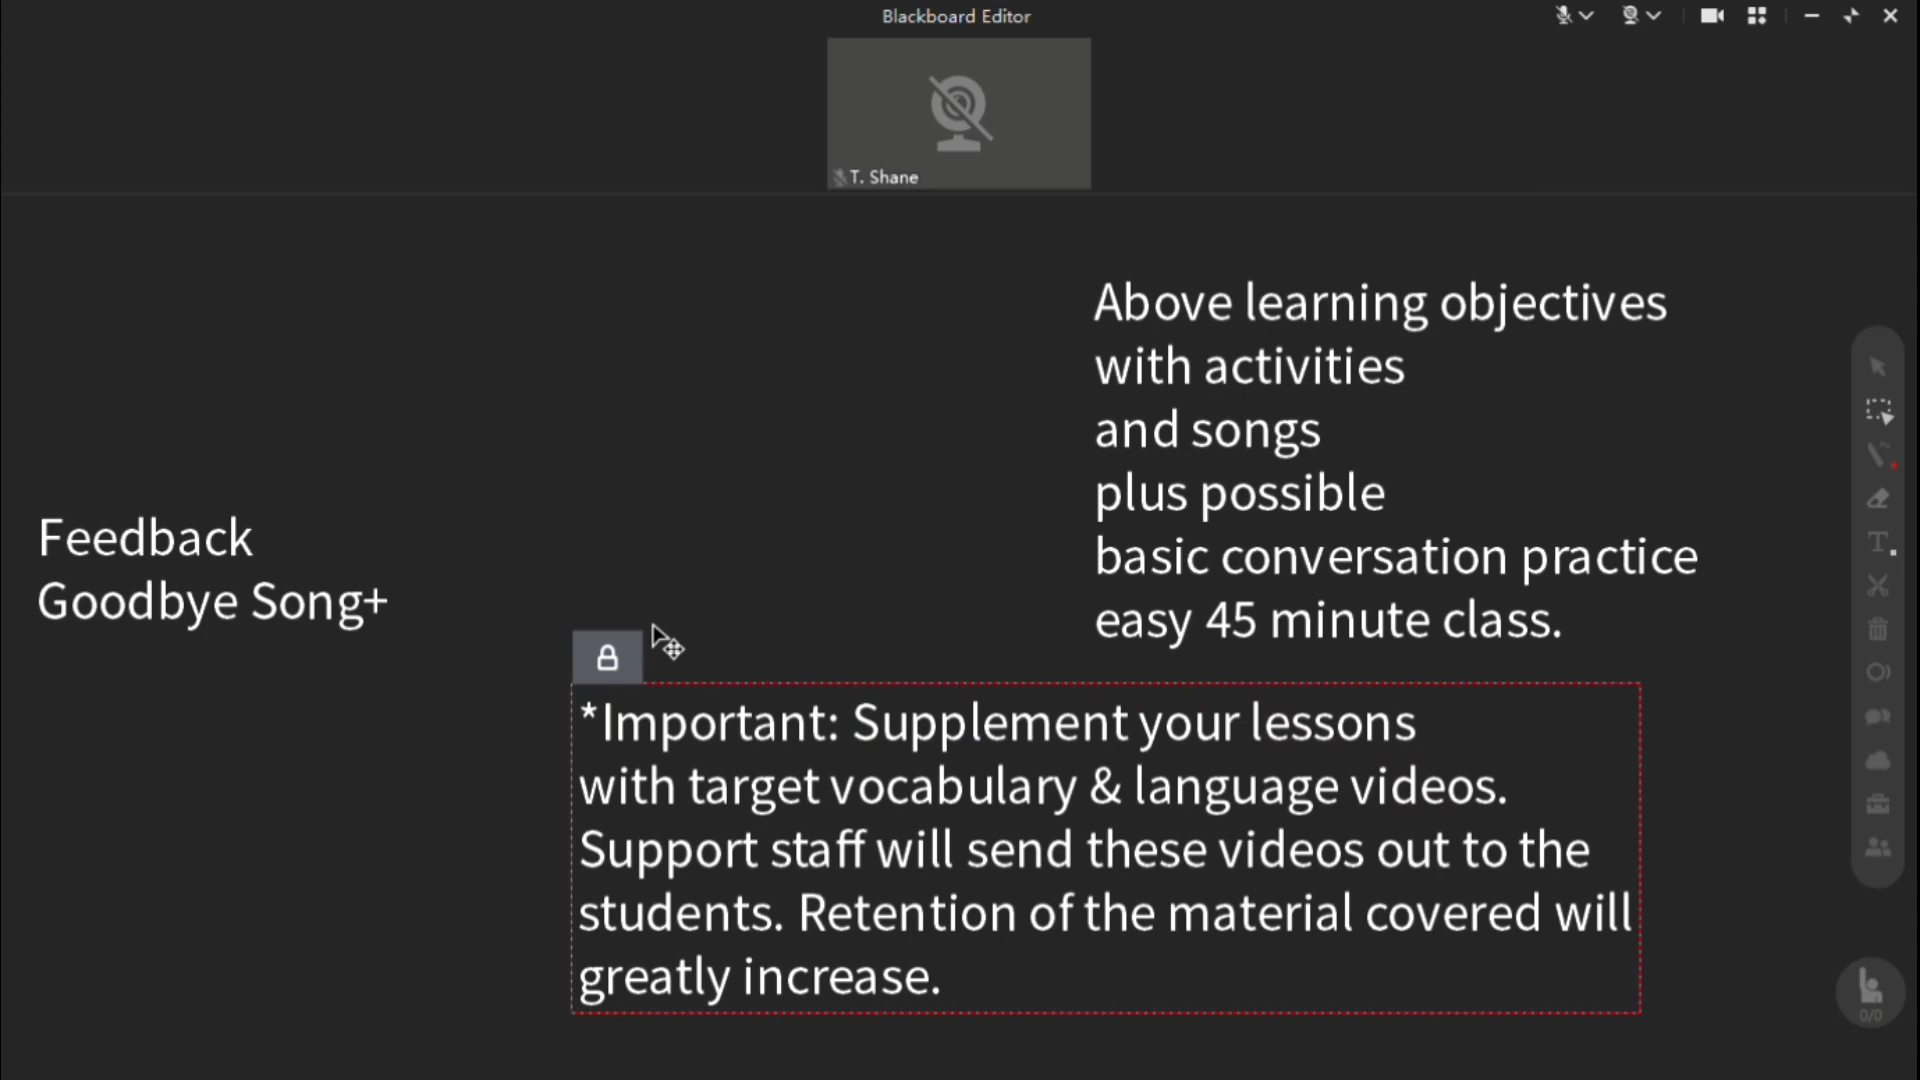 Blackboard Editor
T. Shane
Above learning objectives
with activities
and songs
plus possible
basic conversation practice
easy 45 minute class.
Feedback
Goodbye Song+
*Important: Supplement your lessons
with target vocabulary & language videos.
Support staff will send these videos out to the
students. Retention of the material covered will
greatly increase.
T
0/0